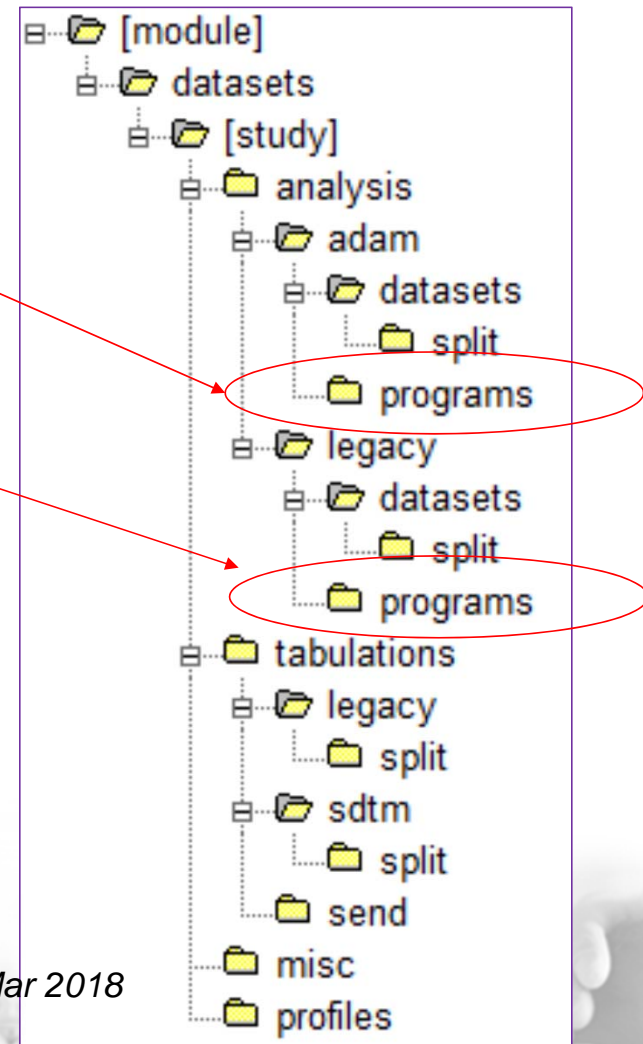 [module]
datasets
[study]
analysis
adam
datasets
split
programs
legacy
datasets
split
programs
tabulations
legacy
split
sdtm
split
send
misc
2018
profiles